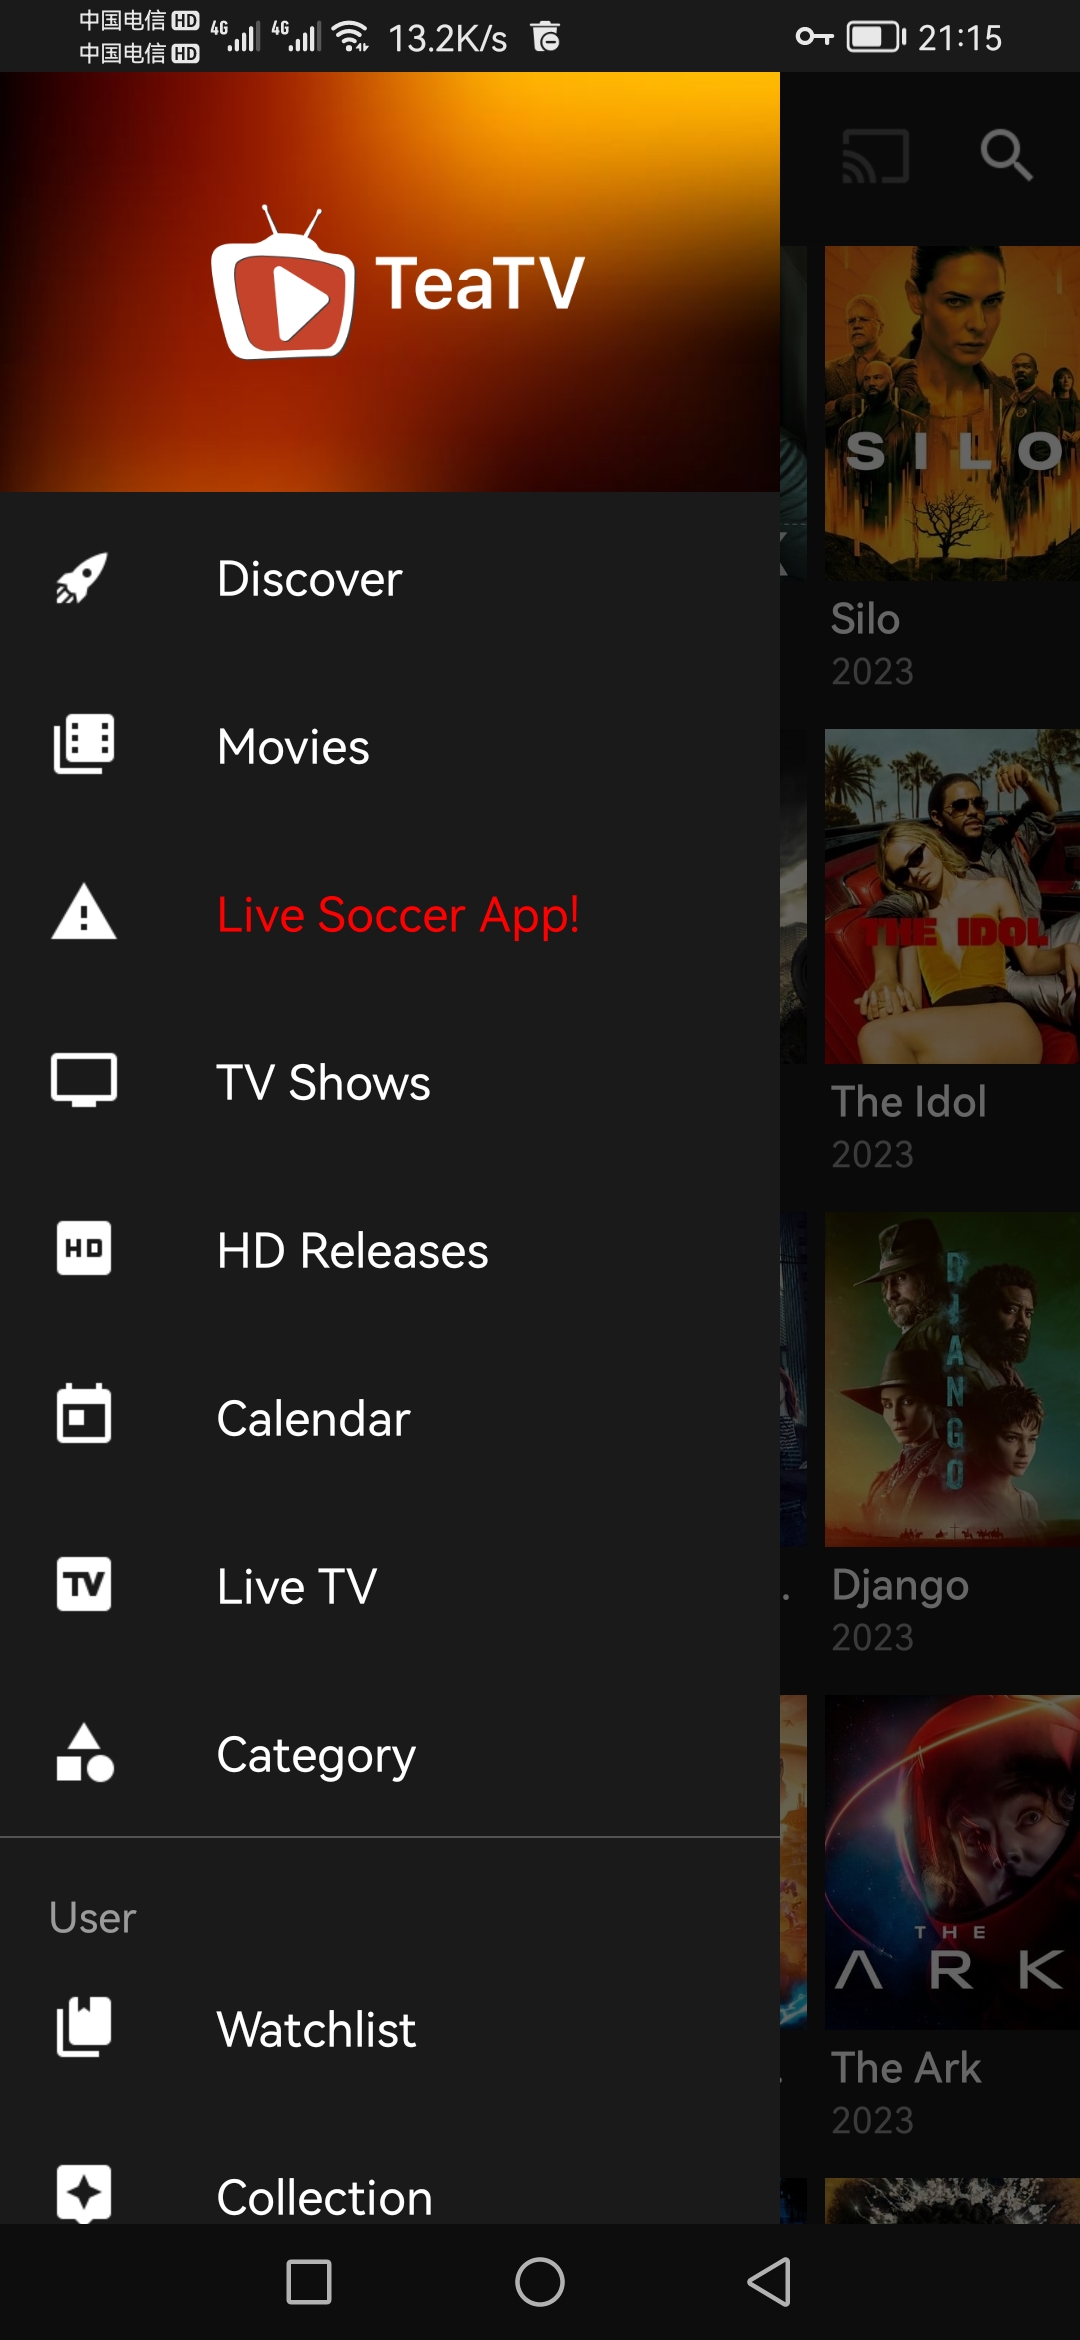 中国电信 HD
中国电信 HD
4G
4G
13.2K/s
21:15
TeaTV
Discover
Movies
Live Soccer App!
TV Shows
HD
HD Releases
Calendar
TV
Live TV
Category
User
Watchlist
Collection
SILO
Silo
2023
THE IDOL
The Idol
2023
DJANGO
Django
2023
THE
ARK
The Ark
2023